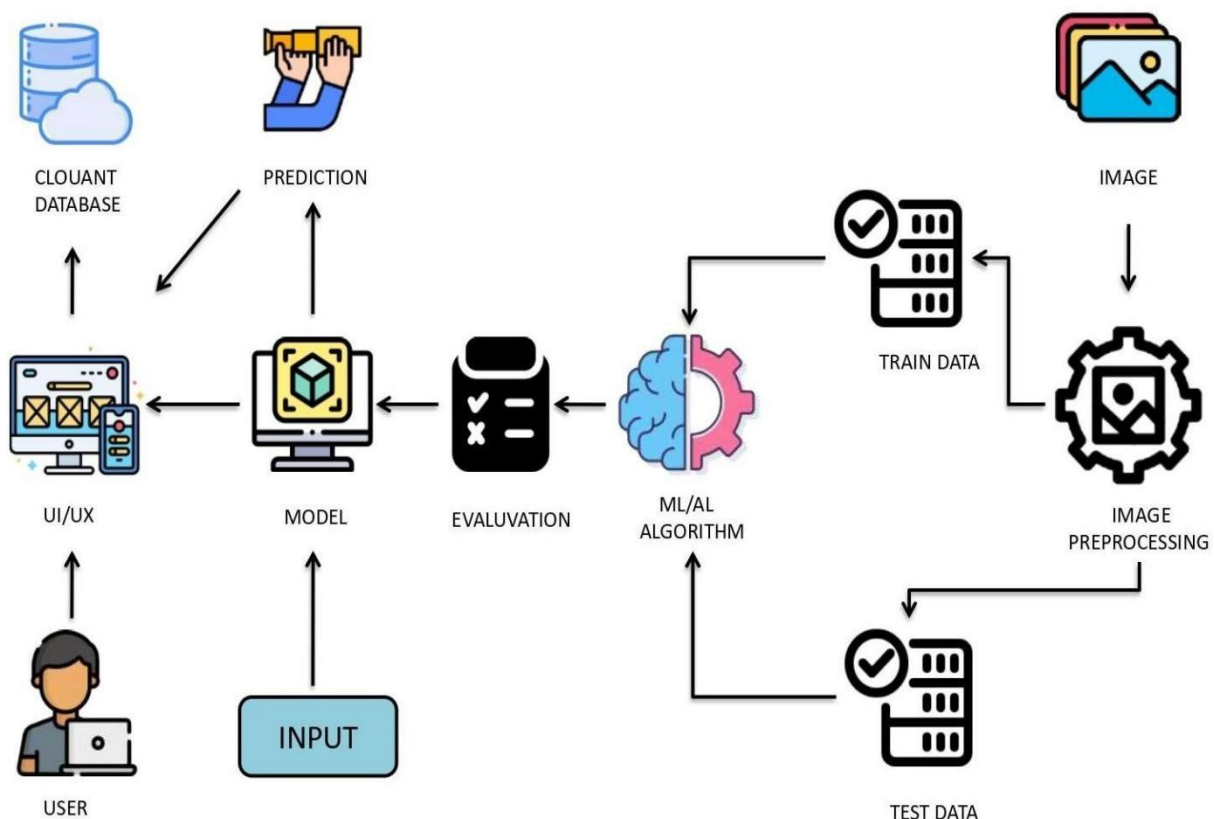 CLOUANT
DATABASE
PREDICTION
IMAGE
TRAIN DATA
UI/UX
MODEL
EVALUVATION
ML/AL
ALGORITHM
IMAGE
PREPROCESSING
INPUT
USER
TEST DATA